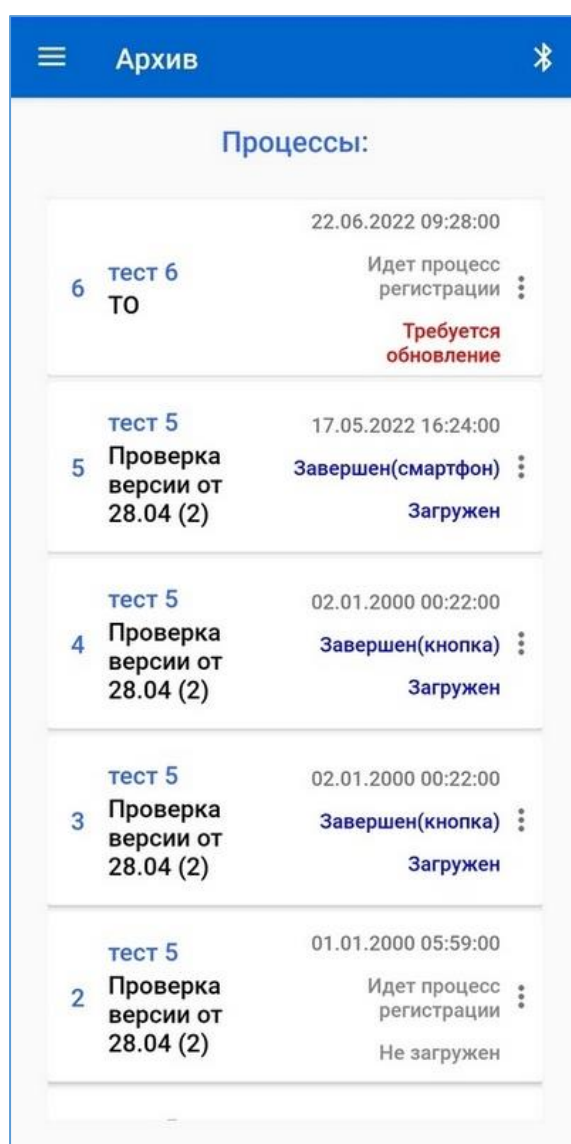 Архив
Процессы:
22.06.2022 09:28:00
6
тест 6
ТО
Идет процесс
регистрации
Требуется
обновление
5
тест 5
Проверка
версии от
28.04 (2)
17.05.2022 16:24:00
Завершен(смартфон)
Загружен
4
тест 5
Проверка
версии от
28.04 (2)
02.01.2000 00:22:00
Завершен(кнопка)
Загружен
3
тест 5
Проверка
версии от
28.04 (2)
02.01.2000 00:22:00
Завершен(кнопка)
Загружен
2
тест 5
Проверка
версии от
28.04 (2)
01.01.2000 05:59:00
Идет процесс
регистрации
Не загружен